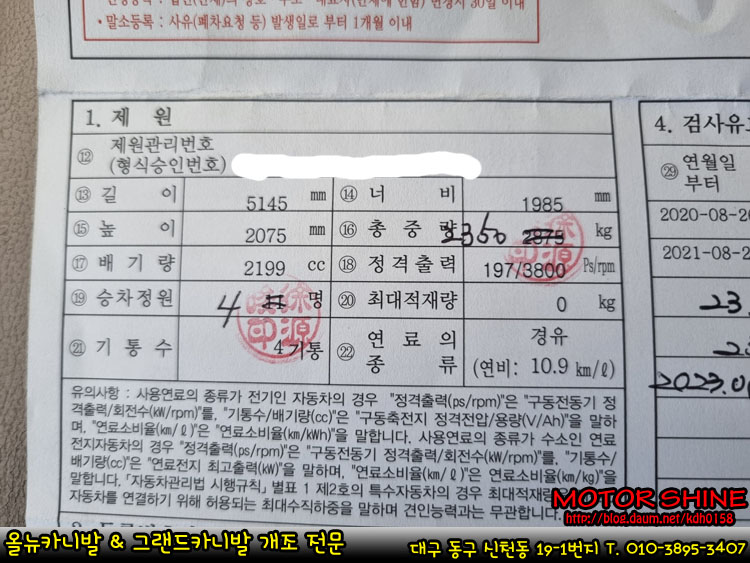 •말소등록 : 사유(폐차요청 등) 발생일로 부터 1개월 이내
1. 제 원
⑫ 제원관리번호
(형식승인번호)
⑬ 길 이 5145 mm ⑭ 너 비 1985 mm
⑮ 높 이 2075 mm ⑯ 총 중 량 2350 2875 kg
⑰ 배 기 량 2199 cc ⑱ 정격출력 197/3800 Ps/rpm
⑲ 승차정원 4 명 ⑳ 최대적재량 0 kg
㉑ 기 통 수 4기통 ㉒ 연 료 의 종 류 경유
(연비: 10.9 km/ℓ)
유의사항 : 사용연료의 종류가 전기인 자동차의 경우 "정격출력(ps/rpm)"은 "구동전동기 정
격출력/회전수(kW/rpm)"를, "기통수/배기량(cc)"은 "구동축전지 정격전압/용량(V/Ah)"을 말하
며, "연료소비율(km/ℓ)"은 "연료소비율(km/kWh)"을 말합니다. 사용연료의 종류가 수소인 연료
전지자동차의 경우 "정격출력(ps/rpm)"은 "구동전동기 정격출력/회전수(kW/rpm)"를, "기통수/
배기량(cc)"은 "연료전지 최고출력(kW)"을 말하며, "연료소비율(km/ℓ)"은 연료소비율(km/kg)"을
말합니다. 「자동차관리법 시행규칙」 별표 1 제2호의 특수자동차의 경우 최대적재량
자동차를 연결하기 위해 허용되는 최대수직하중을 말하며 견인능력과는 무관합니다.
4. 검사유
㉙ 연월일
부터
2020-08-2
2021-08-2
23.
2023.0
MOTOR SHINE
http://blog.daum.net/kdh0158
올뉴카니발 & 그랜드카니발 개조 전문
대구 동구 신천동 19-1번지 T. 010-3895-3407